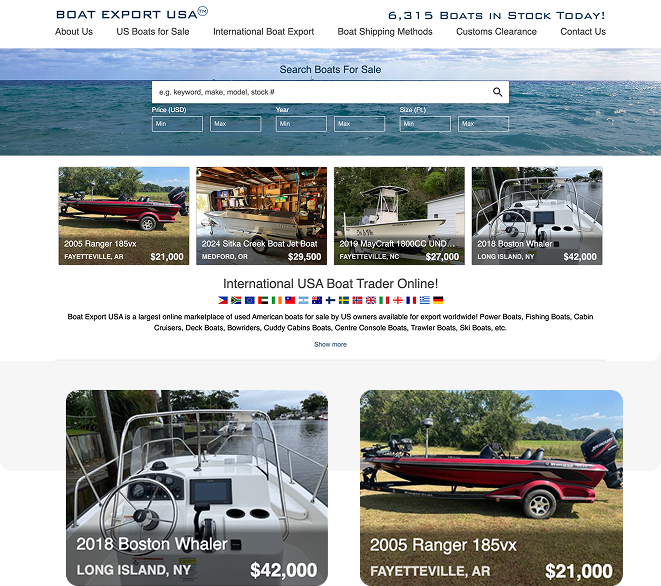 BOAT EXPORT USA TM
6,315 Boats in Stock Today!
About Us
US Boats for Sale
International Boat Export
Boat Shipping Methods
Customs Clearance
Contact Us
Search Boats For Sale
e.g. keyword, make, model, stock #
Price (USD)
Year
Size (Ft.)
Min
Max
Min
Max
Min
Max
2005 Ranger 185vx
FAYETTEVILLE, AR
$21,000
2024 Sitka Creek Boat Jet Boat
MEDFORD, OR
$29,500
2019 MayCraft 1800CC UND...
FAYETTEVILLE, NC
$27,000
2018 Boston Whaler
LONG ISLAND, NY
$42,000
International USA Boat Trader Online!
Boat Export USA is a largest online marketplace of used American boats for sale by US owners available for export worldwide! Power Boats, Fishing Boats, Cabin
Cruisers, Deck Boats, Bowriders, Cuddy Cabins Boats, Centre Console Boats, Trawler Boats, Ski Boats, etc.
Show more
2018 Boston Whaler
LONG ISLAND, NY
$42,000
2005 Ranger 185vx
FAYETTEVILLE, AR
$21,000